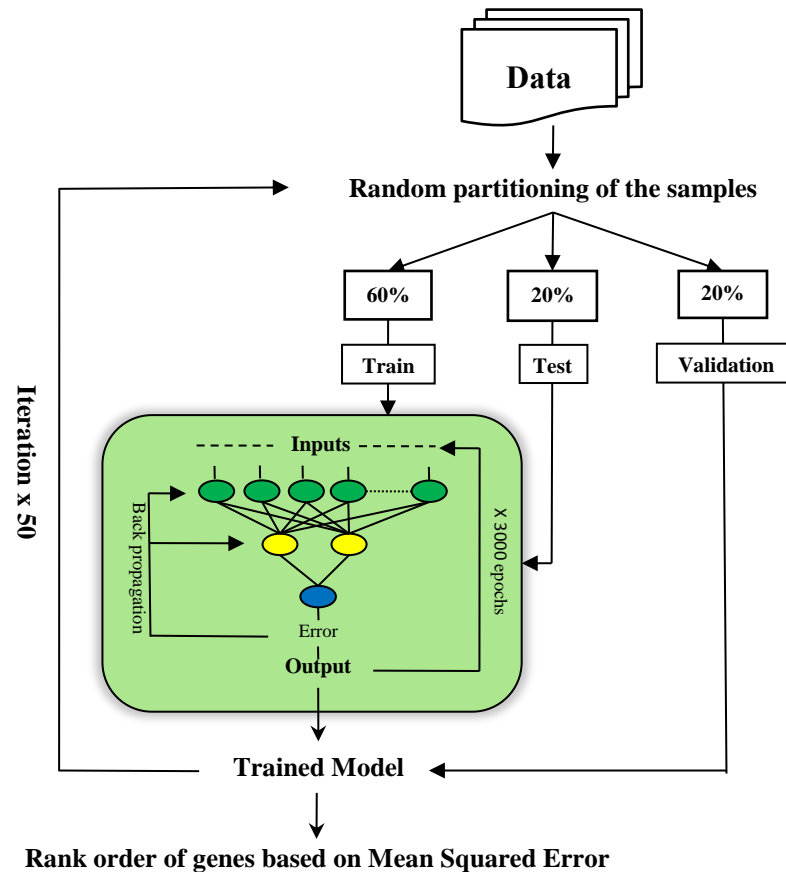 Data
Random partitioning of the samples
60%
20%
20%
Train
Test
Validation
Iteration x 50
Inputs
Back propagation
X 3000 epochs
Error
Output
Trained Model
Rank order of genes based on Mean Squared Error